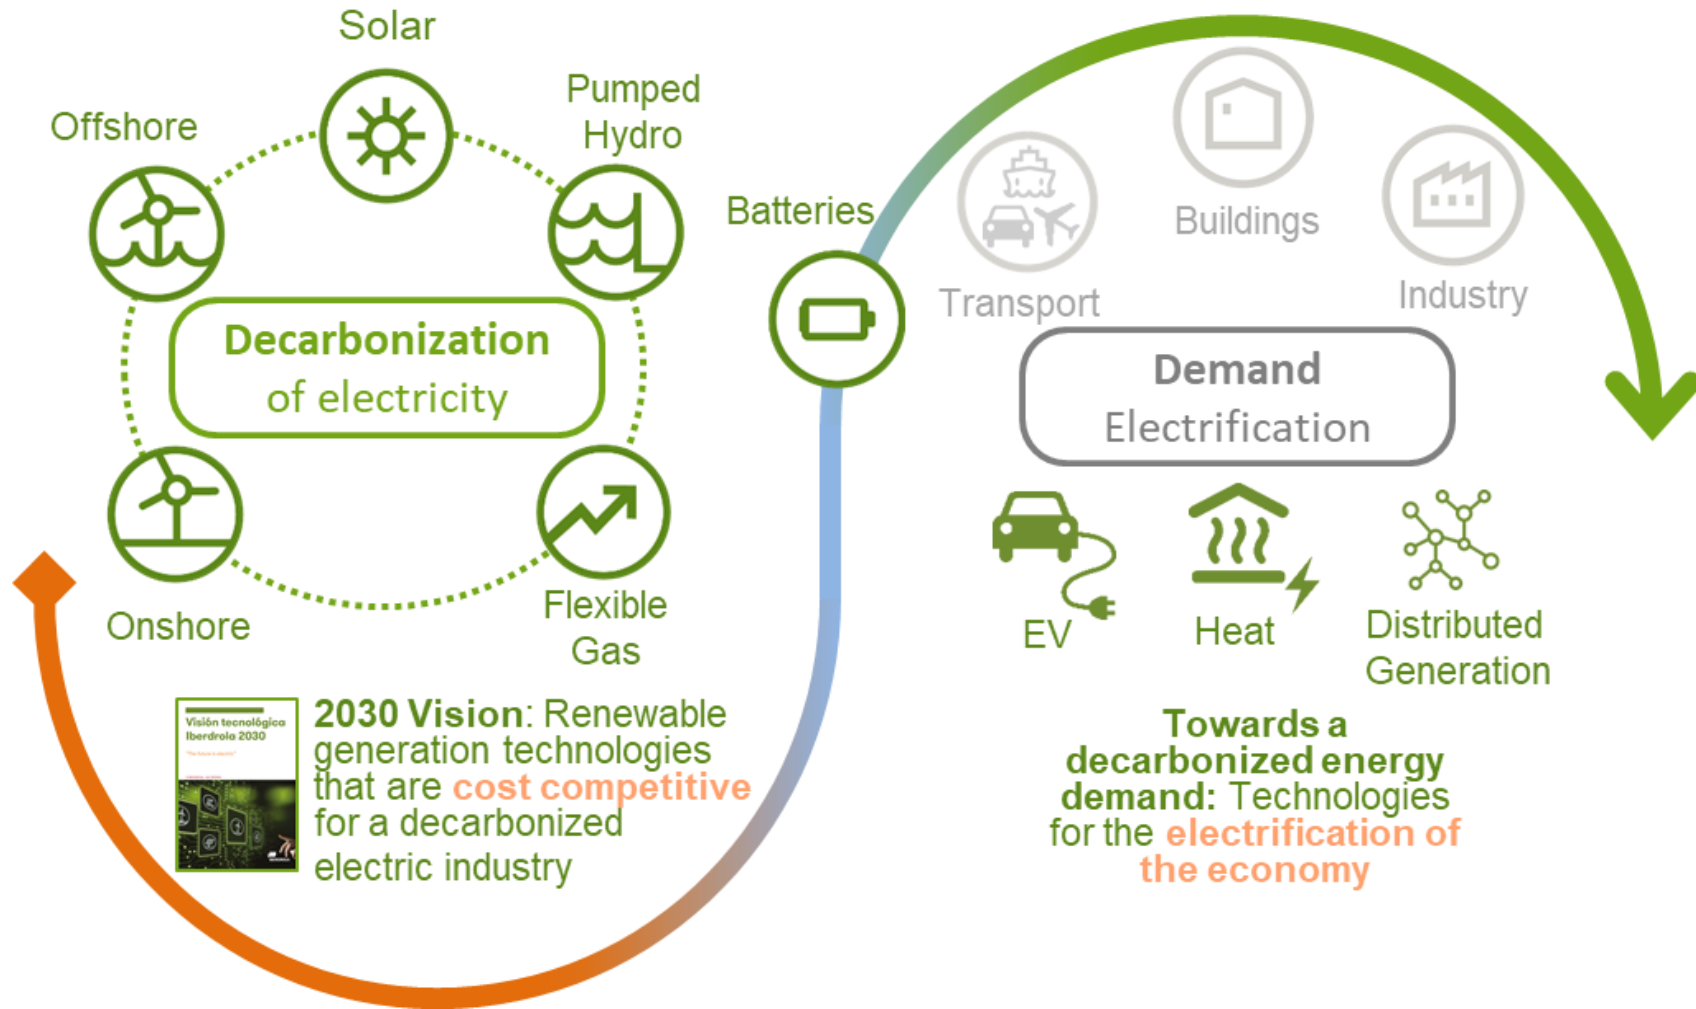 Solar
Offshore
Pumped
Hydro
Decarbonization
of electricity
Onshore
Flexible
Gas
Visión tecnológica
Iberdrola 2030
2030 Vision: Renewable
generation technologies
that are cost competitive
for a decarbonized
electric industry
Batteries
Transport
Buildings
Industry
Demand
Electrification
EV
Heat
Distributed
Generation
Towards a
decarbonized energy
demand: Technologies
for the electrification of
the economy